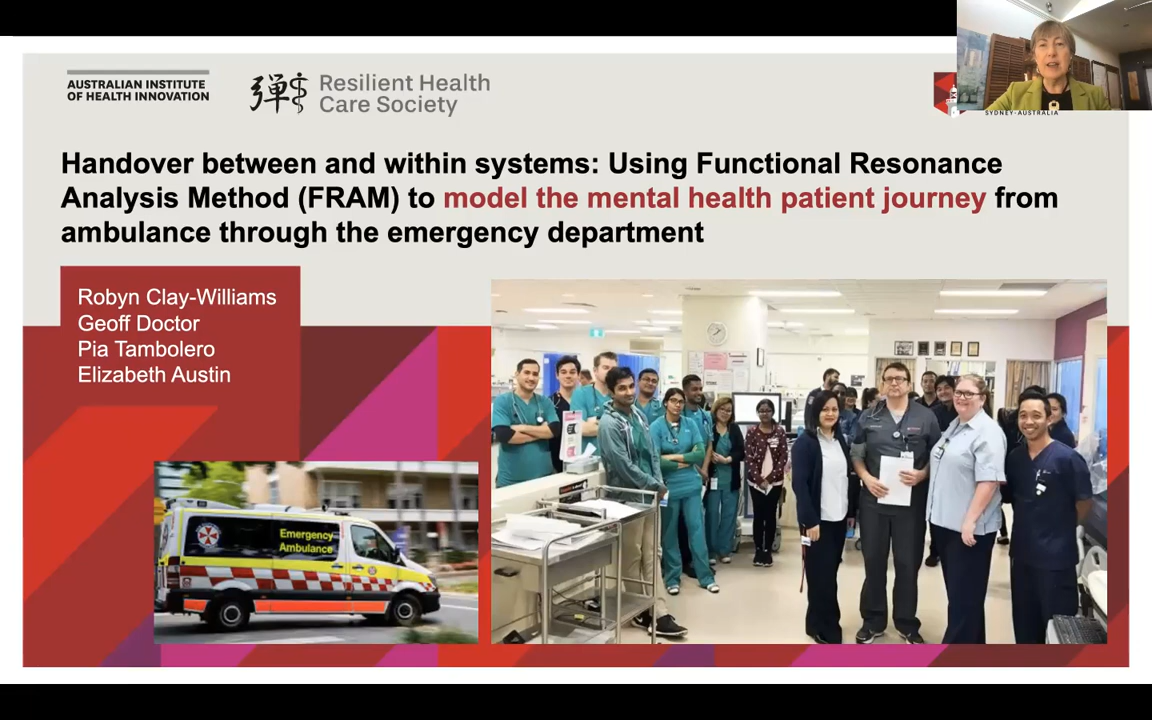 AUSTRALIAN INSTITUTE
OF HEALTH INNOVATION
弾
Resilient Health
Care Society
SYDNEY-AUSTRALIA
Handover between and within systems: Using Functional Resonance
Analysis Method (FRAM) to model the mental health patient journey from
ambulance through the emergency department
Robyn Clay-Williams
Geoff Doctor
Pia Tambolero
Elizabeth Austin
Emergency
Ambulance